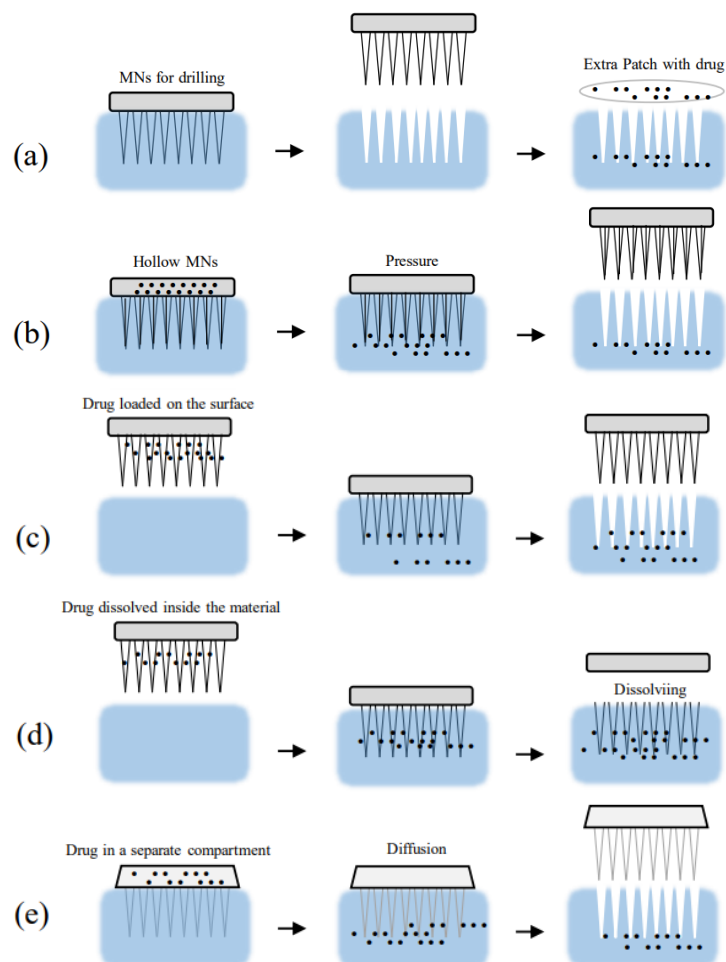 MNs for drilling
Extra Patch with drug
(a)
Hollow MNs
Pressure
(b)
Drug loaded on the surface
(c)
Drug dissolved inside the material
Dissolviing
(d)
Drug in a separate compartment
Diffusion
(e)